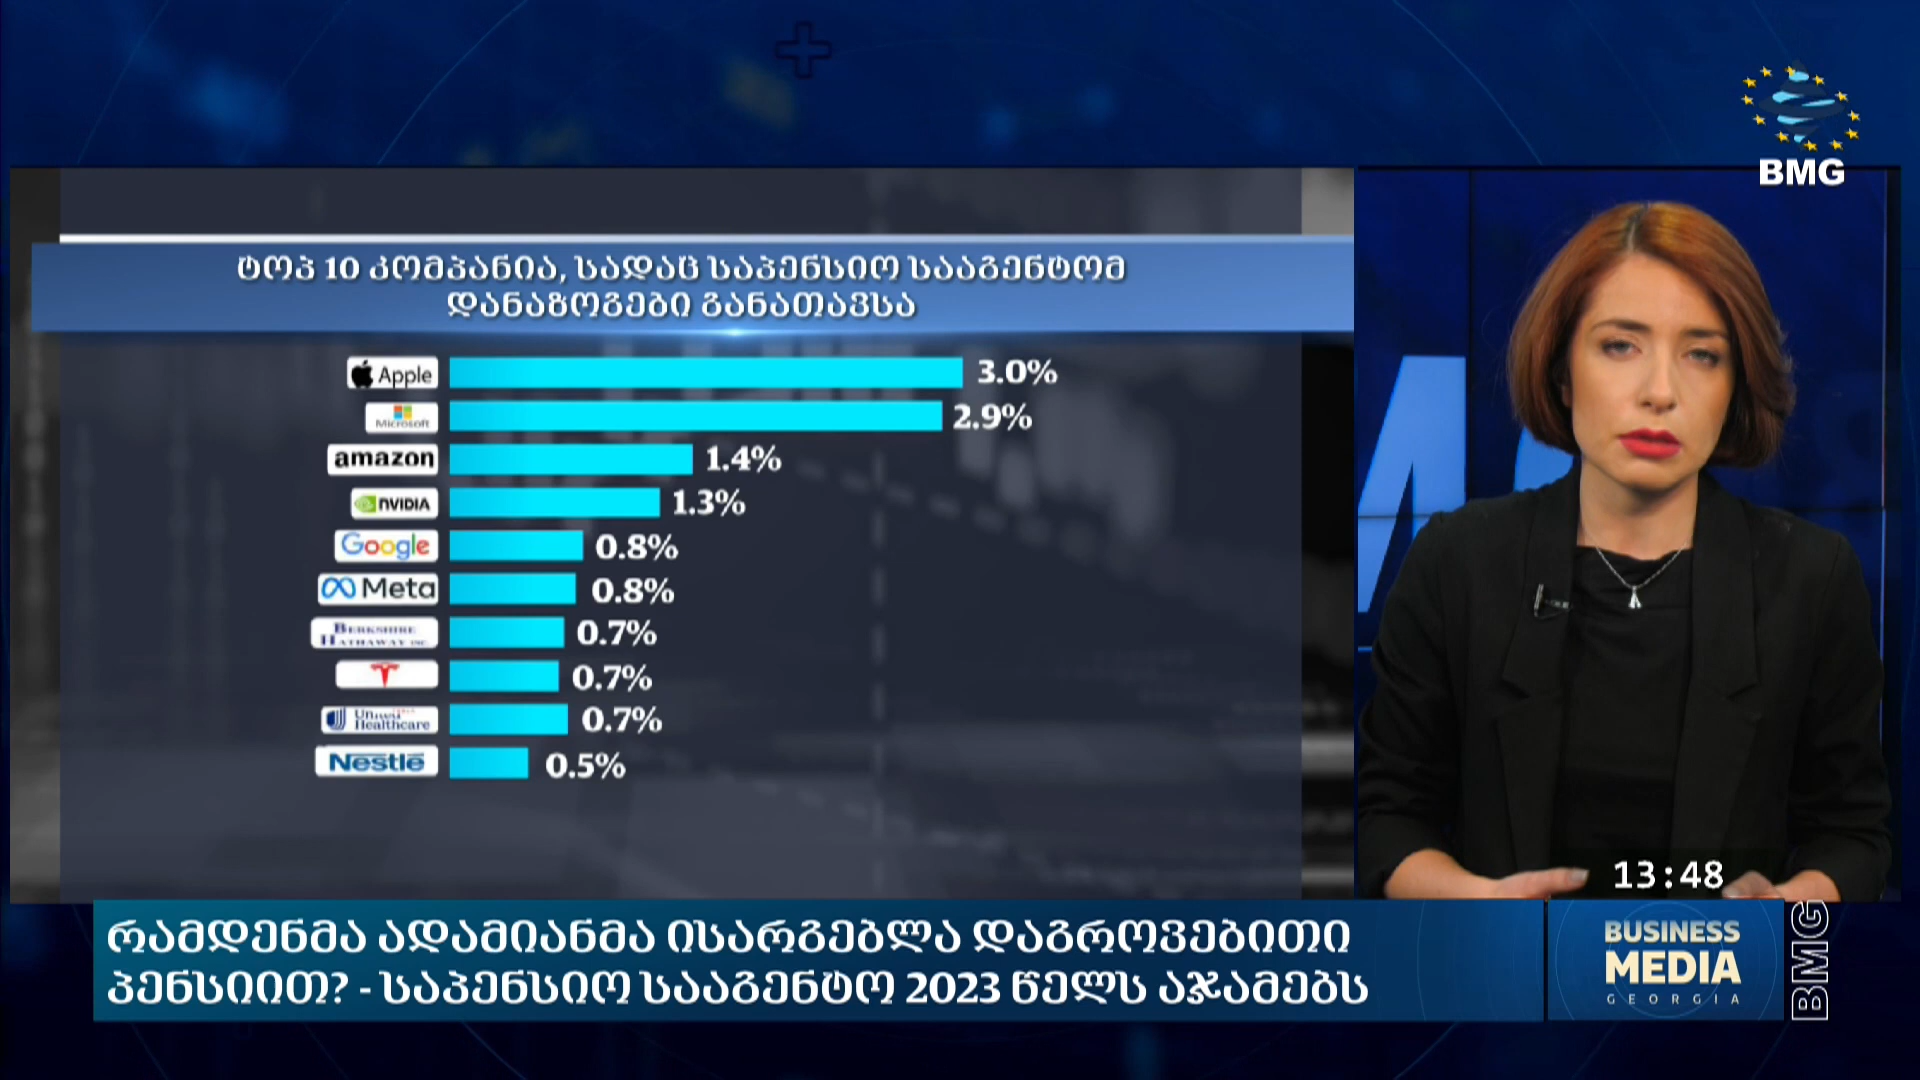 BMG
ტოპ 10 კომპანია, სადაც საპენსიო სააგენტომ
დანაზოგები განათავსა
Apple 3.0%
Microsoft 2.9%
amazon 1.4%
NVIDIA 1.3%
Google 0.8%
Meta 0.8%
BERKSHIRE
HATHAWAY INC. 0.7%
0.7%
United
Healthcare 0.7%
Nestlé 0.5%
13:48
რამდენმა ადამიანმა ისარგებლა დაგროვებითი
პენსიით? - საპენსიო სააგენტო 2023 წელს აჯამებს
BUSINESS
MEDIA
GEORGIA
BMG